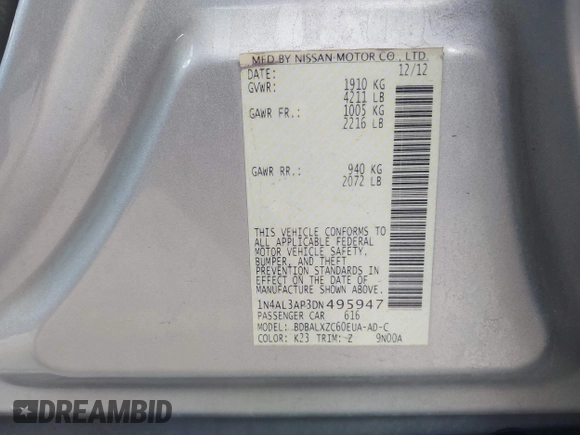 MFD BY NISSAN MOTOR CO., LTD.
DATE: 12/12
GVWR: 1910 KG
4211 LB
GAWR FR.: 1005 KG
2216 LB
GAWR RR.: 940 KG
2072 LB
THIS VEHICLE CONFORMS TO
ALL APPLICABLE FEDERAL
MOTOR VEHICLE SAFETY,
BUMPER, AND THEFT
PREVENTION STANDARDS IN
EFFECT ON THE DATE OF
MANUFACTURE SHOWN ABOVE.
1N4AL3AP3DN495947
PASSENGER CAR 616
MODEL: BDBALXZC60EUA-AD-C
COLOR: K23 TRIM: Z 9N00A
DREAMBID